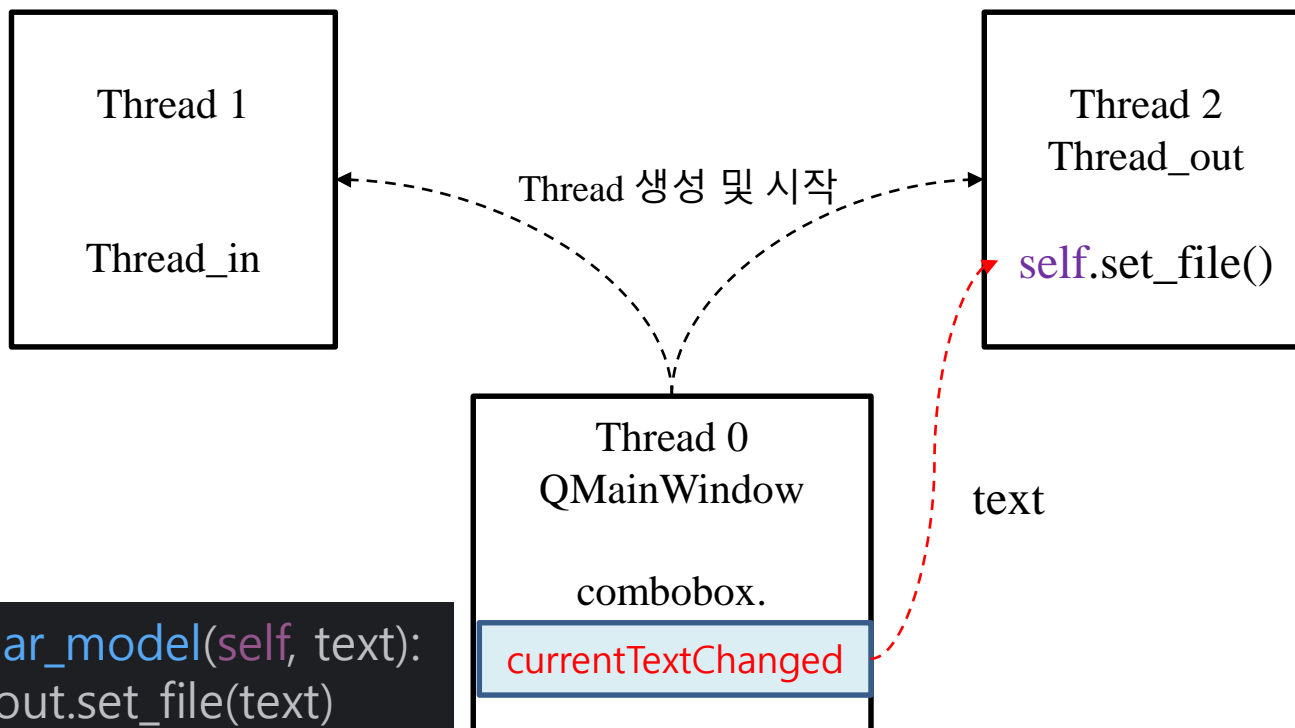 Thread 1
Thread_in
Thread 생성 및 시작
Thread 2
Thread_out
self.set_file()
Thread 0
QMainWindow
combobox.
currentTextChanged
text
ar_model(self, text):
out.set_file(text)